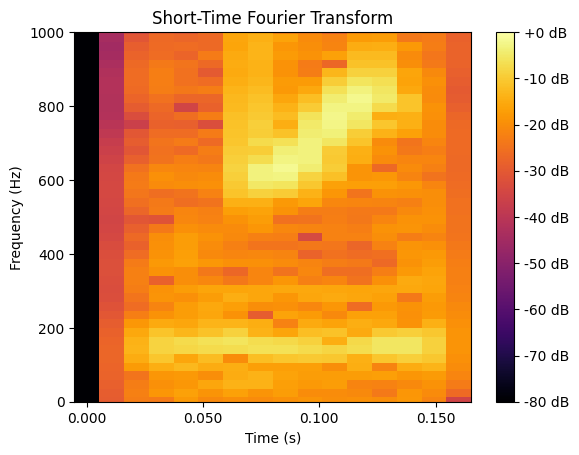 Short-Time Fourier Transform
1000
800
600
400
200
0
Frequency (Hz)
0.000
0.050
0.100
0.150
Time (s)
+0 dB
-10 dB
-20 dB
-30 dB
-40 dB
-50 dB
-60 dB
-70 dB
-80 dB